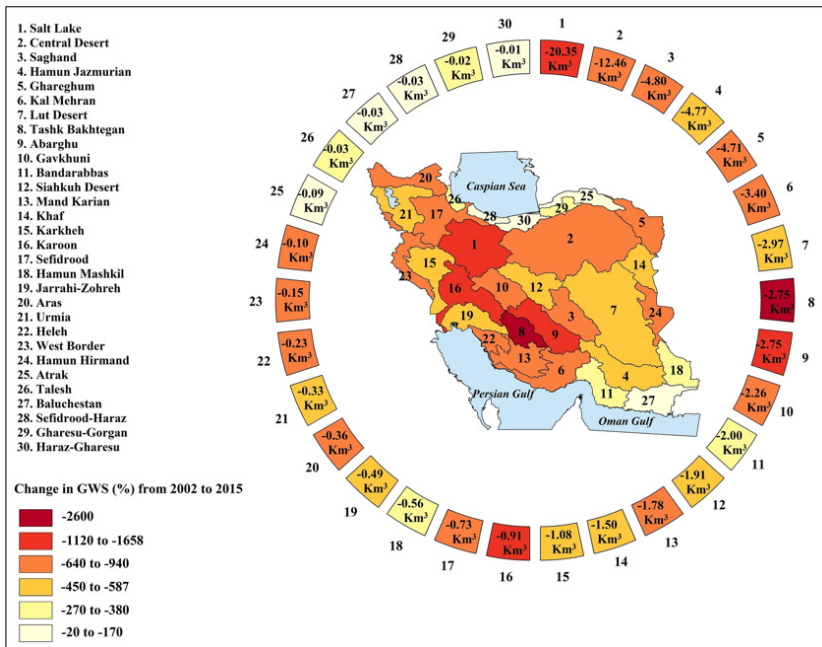 1. Salt Lake
2. Central Desert
3. Saghand
4. Hamun Jazmurian
5. Ghareghum
6. Kal Mehran
7. Lut Desert
8. Tashk Bakhtegan
9. Abarghu
10. Gavkhuni
11. Bandarabbas
12. Siahkuh Desert
13. Mand Karian
14. Khaf
15. Karkheh
16. Karoon
17. Sefidrood
18. Hamun Mashkil
19. Jarrahi-Zohreh
20. Aras
21. Urmia
22. Heleh
23. West Border
24. Hamun Hirmand
25. Atrak
26. Talesh
27. Baluchestan
28. Sefidrood-Haraz
29. Gharesu-Gorgan
30. Haraz-Gharesu
Change in GWS (%) from 2002 to 2015
-2600
-1120 to -1658
-640 to -940
-450 to -587
-270 to -380
-20 to -170
1
-20.35
Km³
2
-12.46
Km³
3
-4.80
Km³
4
-4.77
Km³
5
-4.71
Km³
6
-3.40
Km³
7
-2.97
Km³
8
-2.75
Km³
9
-2.75
Km³
10
-2.26
Km³
11
-2.00
Km³
12
-1.91
Km³
13
-1.78
Km³
14
-1.50
Km³
15
-1.08
Km³
16
-0.91
Km³
17
-0.73
Km³
18
-0.56
Km³
19
-0.49
Km³
20
-0.36
Km³
21
-0.33
Km³
22
-0.23
Km³
23
-0.15
Km³
24
-0.10
Km³
25
-0.09
Km³
26
-0.03
Km³
27
-0.03
Km³
28
-0.03
Km³
29
-0.02
Km³
30
-0.01
Km³
Caspian Sea
20
26
25
29
21
17
28
30
5
1
2
15
23
14
10
12
16
7
3
24
19
8
9
22
13
6
4
18
11
27
Persian Gulf
Oman Gulf